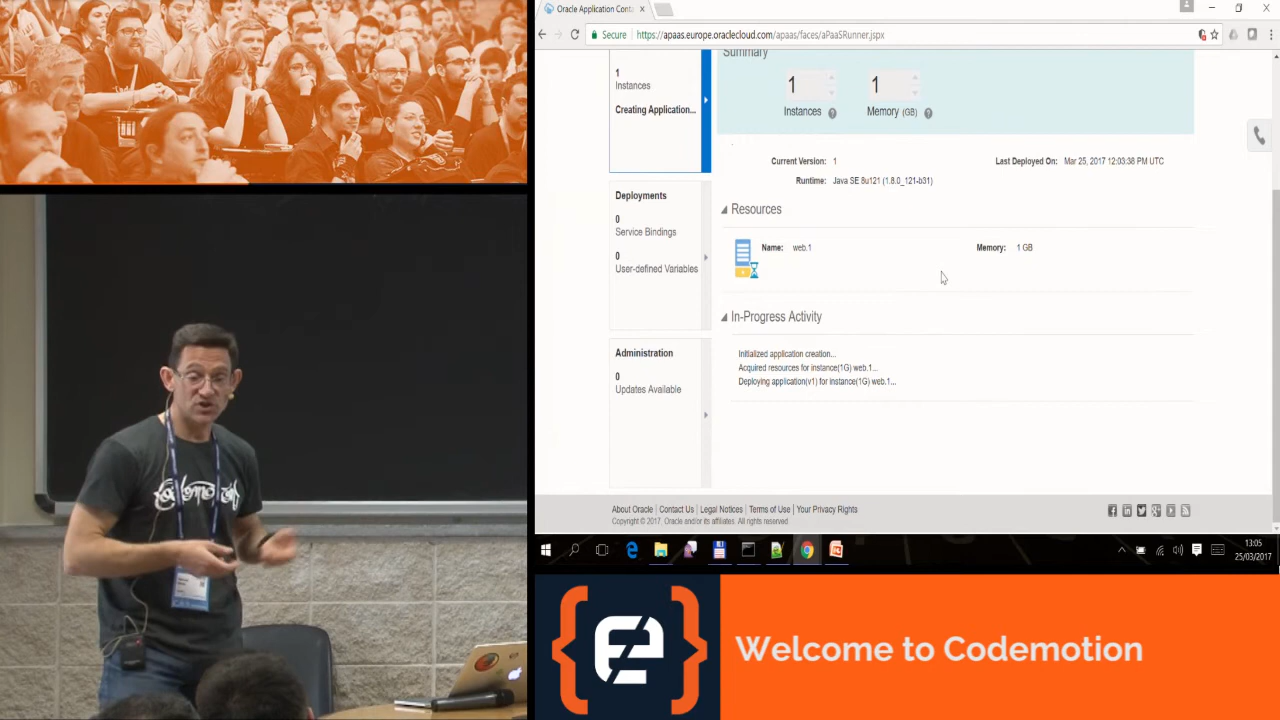 Oracle Application Conta
Secure
https://apaas.europe.oraclecloud.com/apaas/faces/aPaaSRunner.jspx
Summary
1
Instances
Creating Application...
1
1
Instances
Memory (GB)
Current Version: 1
Last Deployed On: Mar 25, 2017 12:03:38 PM UTC
Runtime: Java SE 8u121 (1.8.0_121-b31)
Deployments
0
Service Bindings
0
User-defined Variables
Resources
Name: web.1
Memory: 1 GB
In-Progress Activity
Initialized application creation...
Acquired resources for instance(1G) web.1...
Deploying application(v1) for instance(1G) web.1...
Administration
0
Updates Available
About Oracle | Contact Us | Legal Notices | Terms of Use | Your Privacy Rights
Copyright © 2017, Oracle and/or its affiliates. All rights reserved
13:05
25/03/2017
codemotion
Welcome to Codemotion